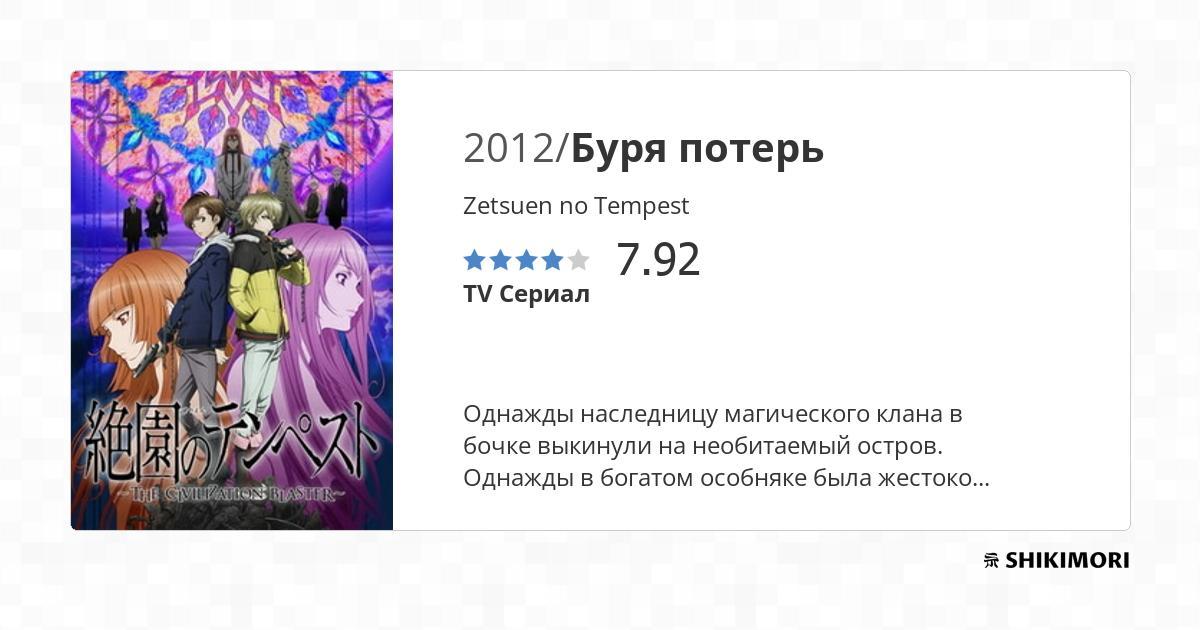 2012/Буря потерь
Zetsuen no Tempest
7.92
TV Сериал
Однажды наследницу магического клана в
бочке выкинули на необитаемый остров.
Однажды в богатом особняке была жестоко...
絶園のテンペスト
~THE CIVILIZATION BLASTER~
SHIKIMORI